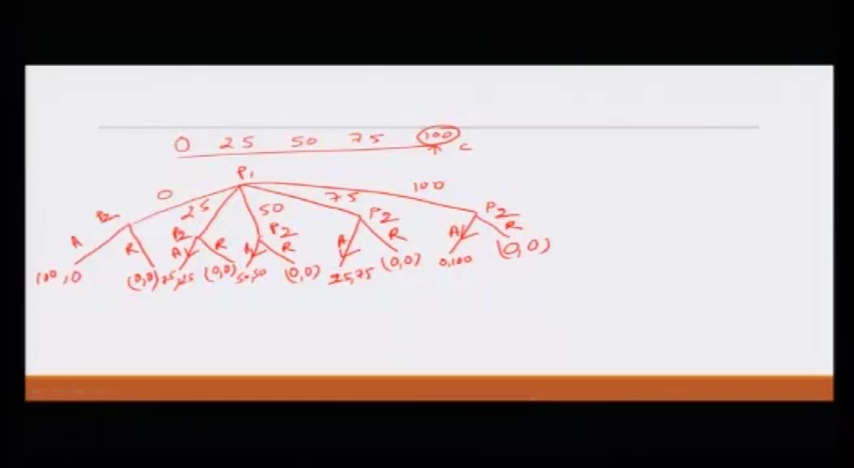 0 25 50 75 100 c
P1
0 25 50 75 100
P2 P2 P2 P2 P2
A R A R A R A R A R
100,0 (0,0) 75,25 (0,0) 50,50 (0,0) 25,75 (0,0) 0,100 (0,0)